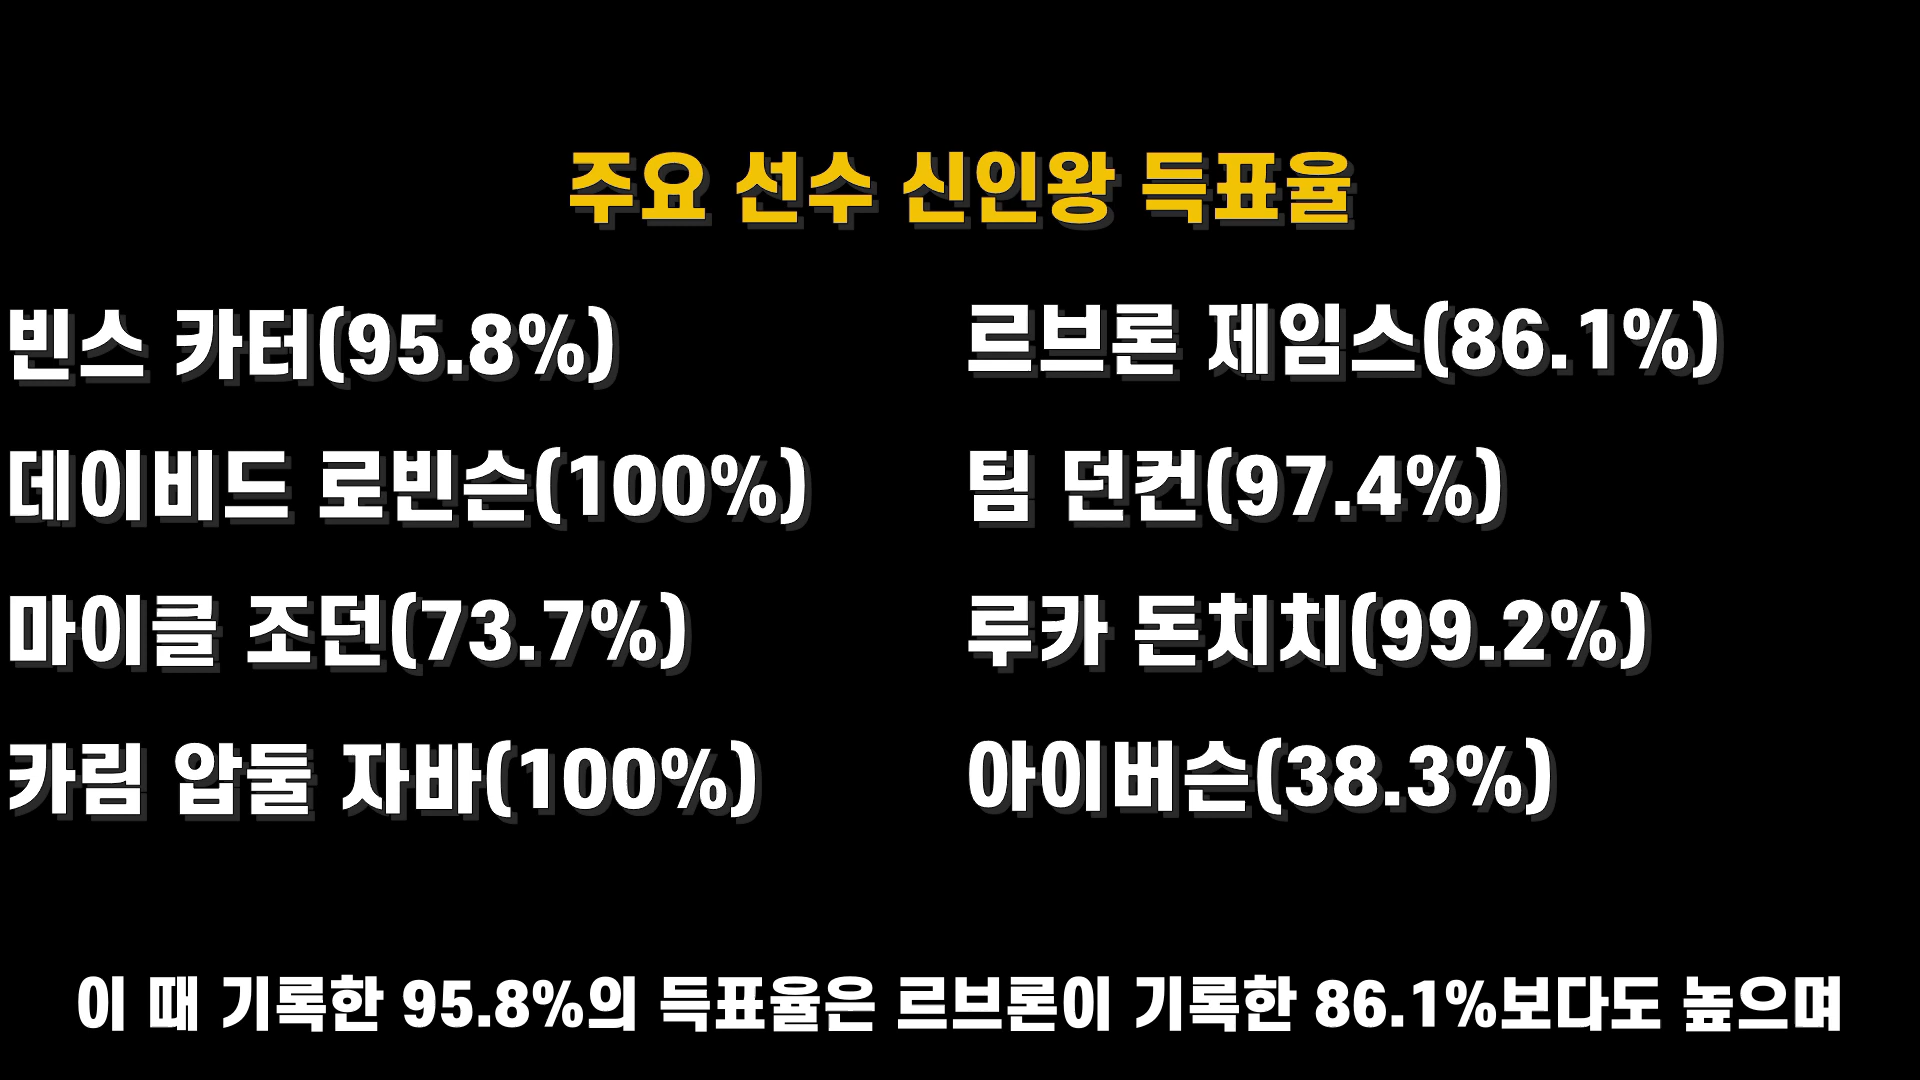 주요 선수 신인왕 득표율
빈스 카터(95.8%)
르브론 제임스(86.1%)
데이비드 로빈슨(100%)
팀 던컨(97.4%)
마이클 조던(73.7%)
루카 돈치치(99.2%)
카림 압둘 자바(100%)
아이버슨(38.3%)
이 때 기록한 95.8%의 득표율은 르브론이 기록한 86.1%보다도 높으며